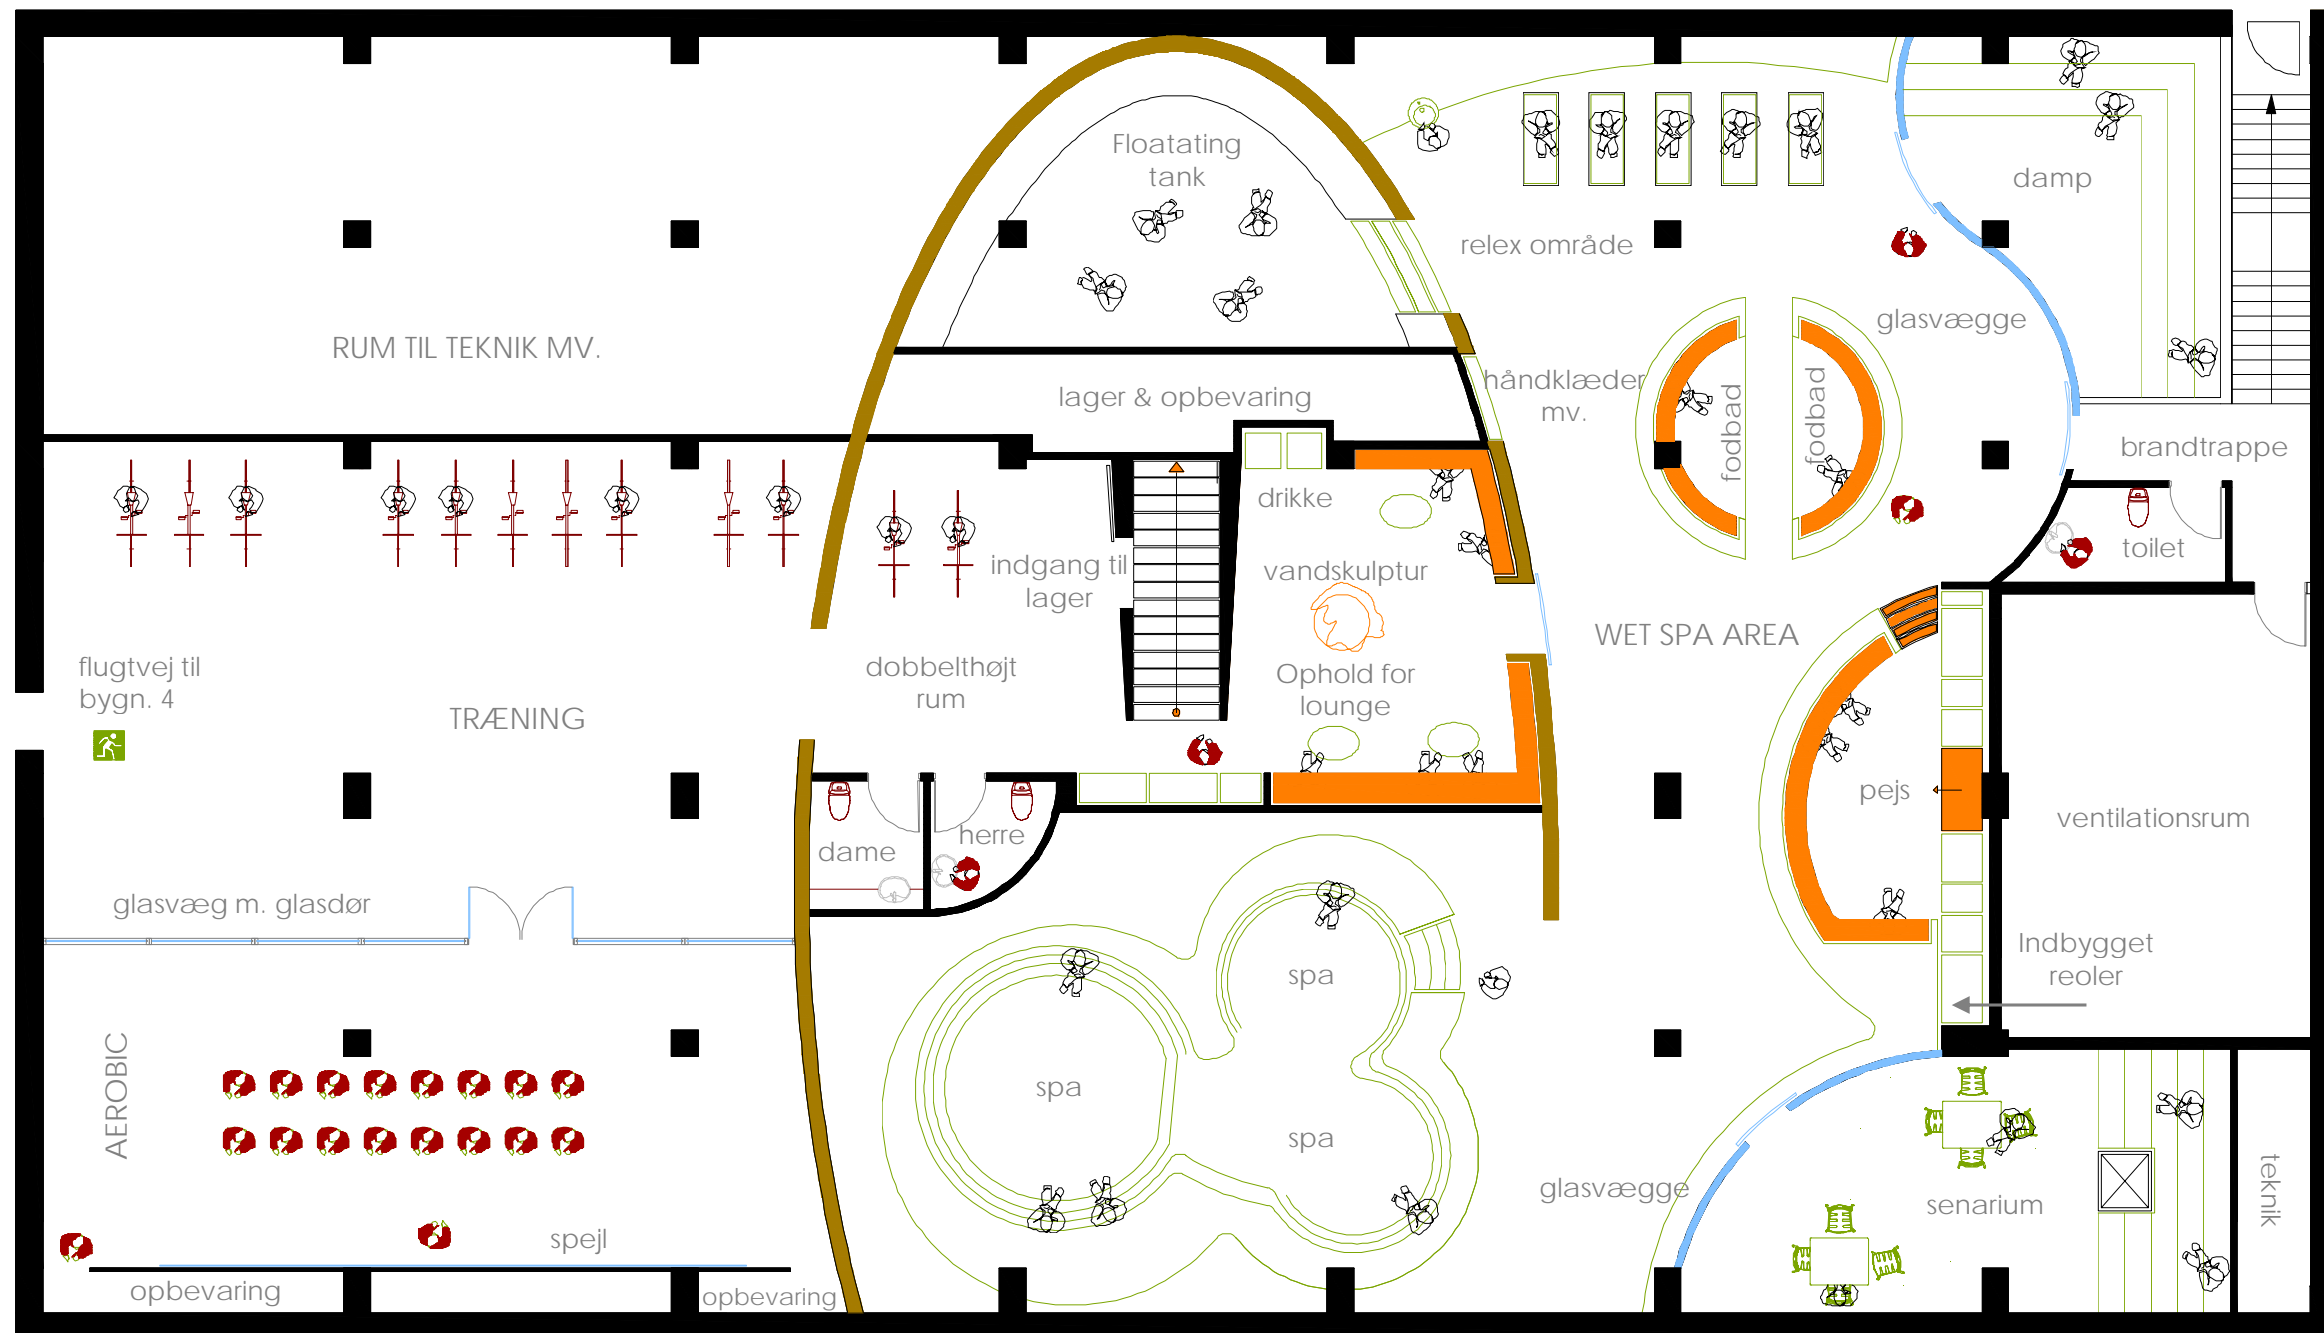 Floatating
tank
damp
relex område
glasvægge
RUM TIL TEKNIK MV.
håndklæder
mv.
lager & opbevaring
fodbad
fodbad
brandtrappe
drikke
toilet
indgang til
lager
vandskulptur
WET SPA AREA
flugtvej til
bygn. 4
dobbelthøjt
rum
Ophold for
lounge
TRÆNING
pejs
ventilationsrum
herre
dame
glasvæg m. glasdør
Indbygget
reoler
spa
spa
spa
AEROBIC
glasvægge
senarium
teknik
spejl
opbevaring
opbevaring